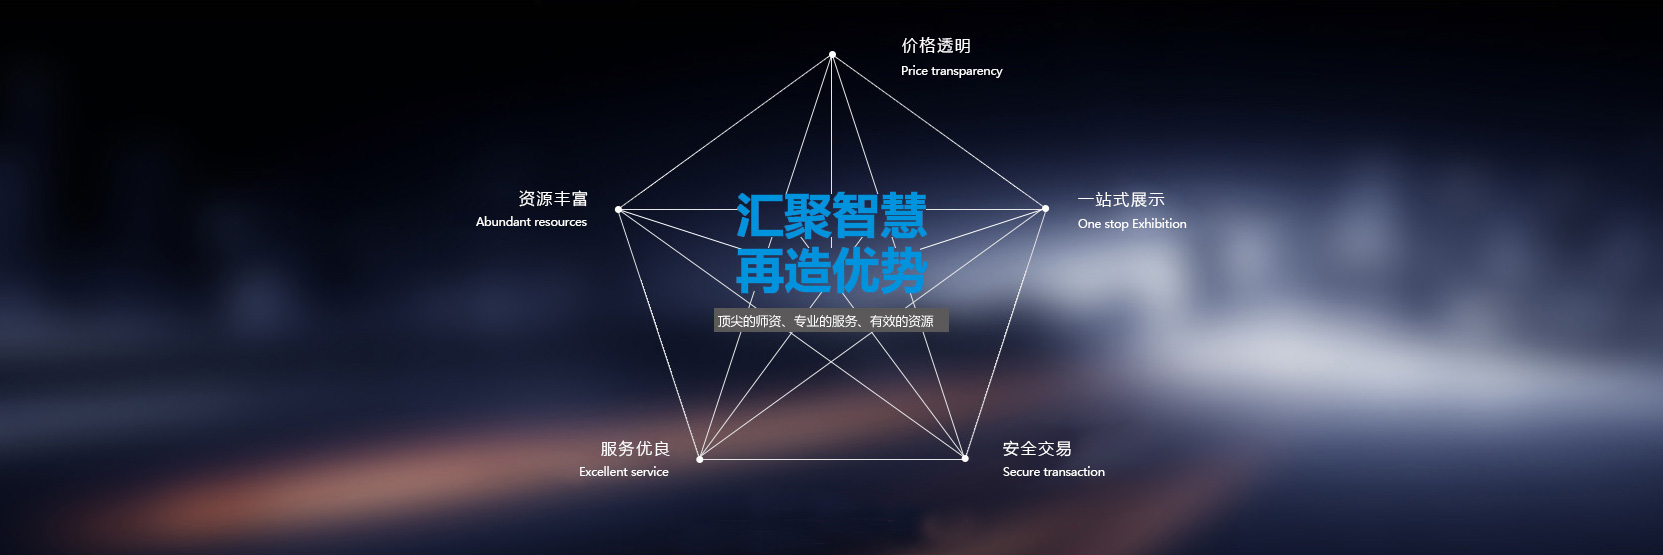 价格透明
Price transparency
资源丰富
Abundant resources
一站式展示
One stop Exhibition
汇聚智慧
再造优势
顶尖的师资、专业的服务、有效的资源
服务优良
Excellent service
安全交易
Secure transaction